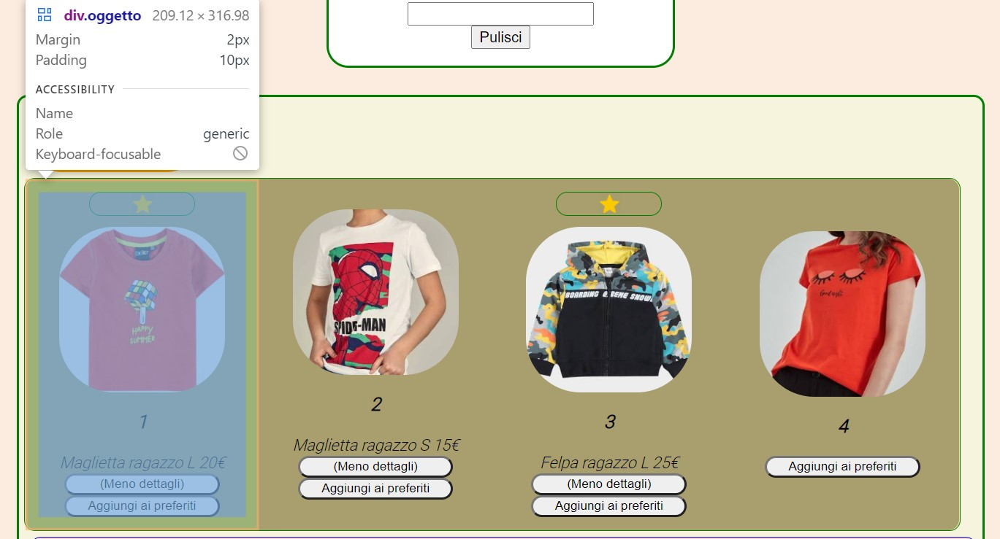 div.oggetto 209.12 × 316.98
Margin 2px
Padding 10px
ACCESSIBILITY
Name
Role generic
Keyboard-focusable
Pulisci
HAPPY
SUMMER
1
Maglietta ragazzo L 20€
(Meno dettagli)
Aggiungi ai preferiti
SPIDE-MAN
2
Maglietta ragazzo S 15€
(Meno dettagli)
Aggiungi ai preferiti
BOARDING
SNOW
3
Felpa ragazzo L 25€
(Meno dettagli)
Aggiungi ai preferiti
4
Aggiungi ai preferiti